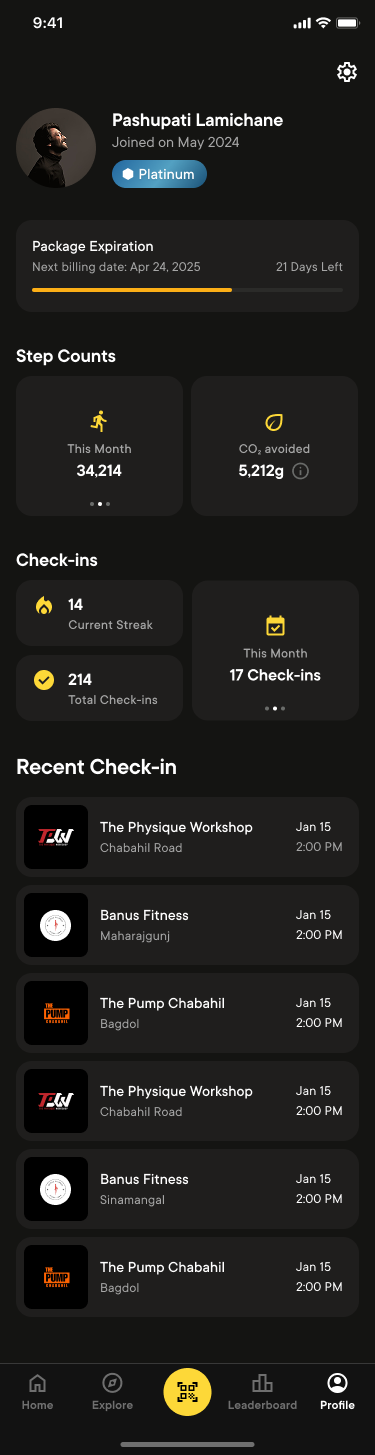 9:41
Pashupati Lamichane
Joined on May 2024
Platinum
Package Expiration
Next billing date: Apr 24, 2025 21 Days Left
Step Counts
This Month
34,214
CO₂ avoided
5,212g
Check-ins
14
Current Streak
214
Total Check-ins
This Month
17 Check-ins
Recent Check-in
TPW
The Physique Workshop Jan 15
Chabahil Road 2:00 PM
Banus Fitness Jan 15
Maharajgunj 2:00 PM
THE
PUMP
CHABAHIL
The Pump Chabahil Jan 15
Bagdol 2:00 PM
TPW
The Physique Workshop Jan 15
Chabahil Road 2:00 PM
Banus Fitness Jan 15
Sinamangal 2:00 PM
THE
PUMP
CHABAHIL
The Pump Chabahil Jan 15
Bagdol 2:00 PM
Home Explore Leaderboard Profile